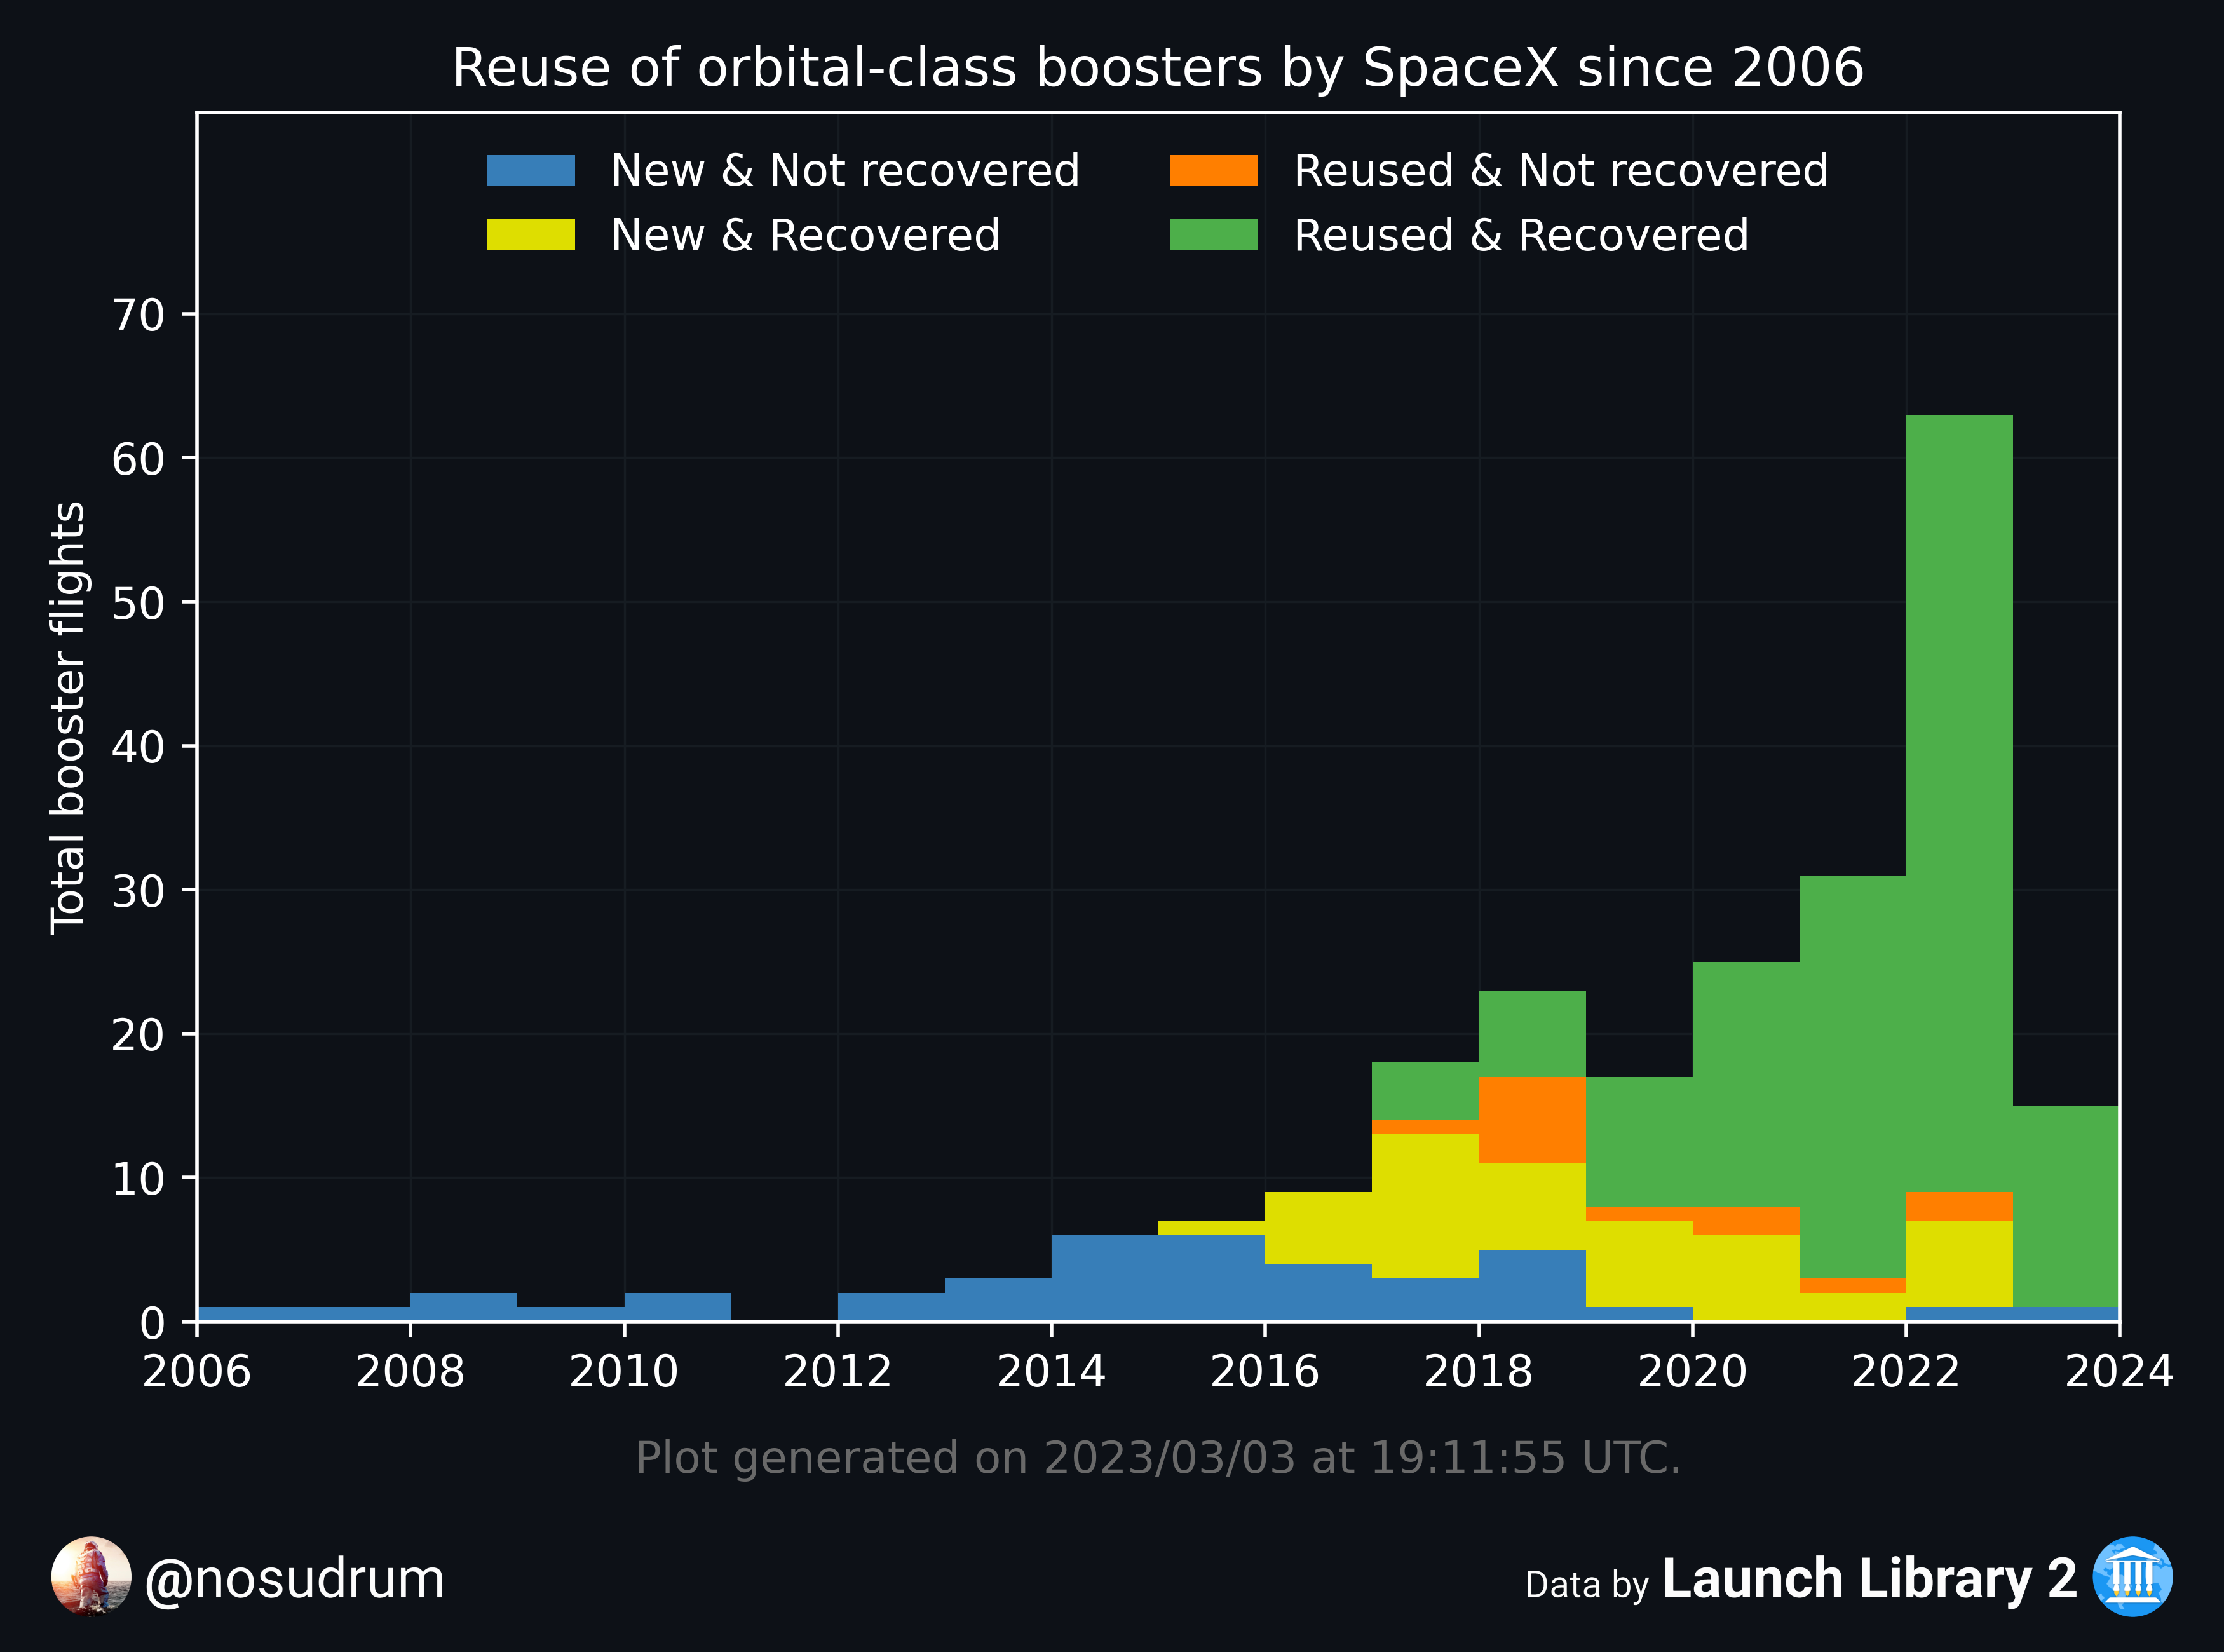 Reuse of orbital-class boosters by SpaceX since 2006
New & Not recovered
New & Recovered
Reused & Not recovered
Reused & Recovered
Total booster flights
70
60
50
40
30
20
10
0
2006 2008 2010 2012 2014 2016 2018 2020 2022 2024
Plot generated on 2023/03/03 at 19:11:55 UTC.
@nosudrum
Data by Launch Library 2